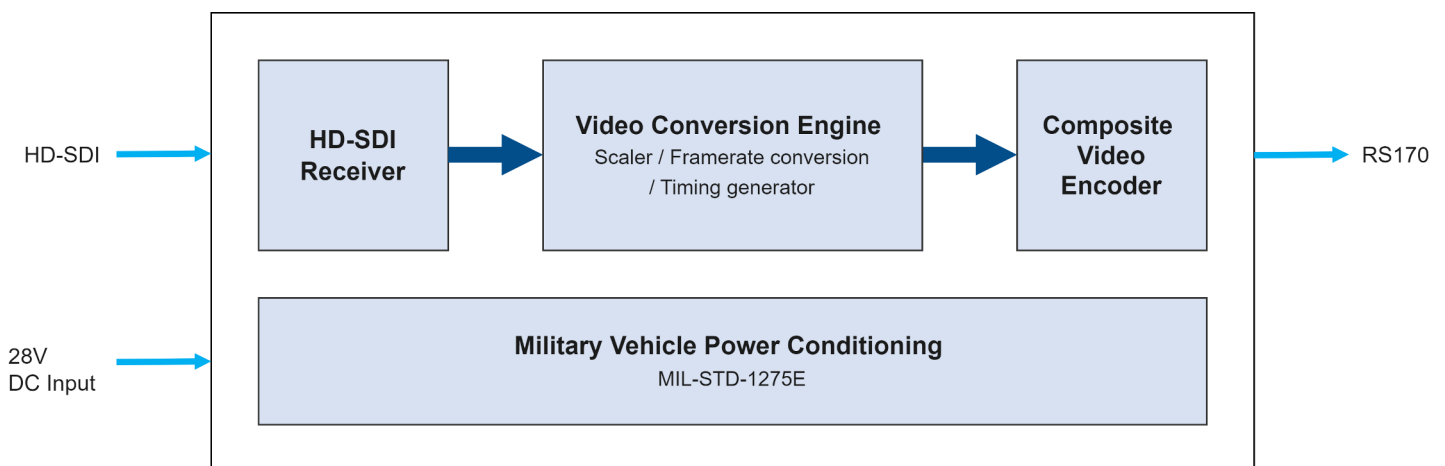 HD-SDI
HD-SDI
Receiver
Video Conversion Engine
Scaler / Framerate conversion
/ Timing generator
Composite
Video
Encoder
RS170
28V
DC Input
Military Vehicle Power Conditioning
MIL-STD-1275E